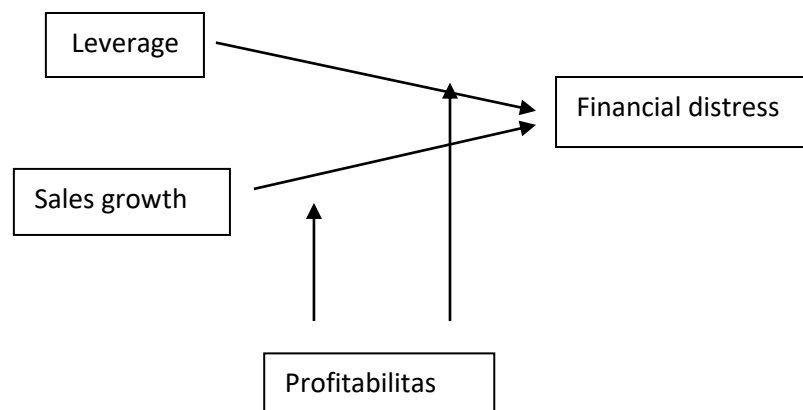 Leverage
Financial distress
Sales growth
Profitabilitas